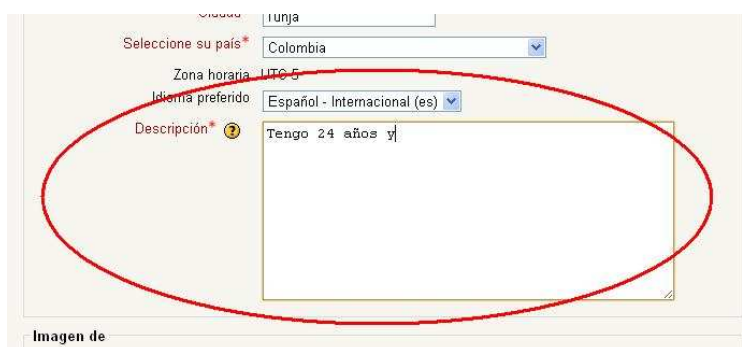 Ciudad Tunja
Seleccione su país* Colombia
Zona horaria UTC-5
Idioma preferido Español - Internacional (es)
Descripción* ? Tengo 24 años y
Imagen de